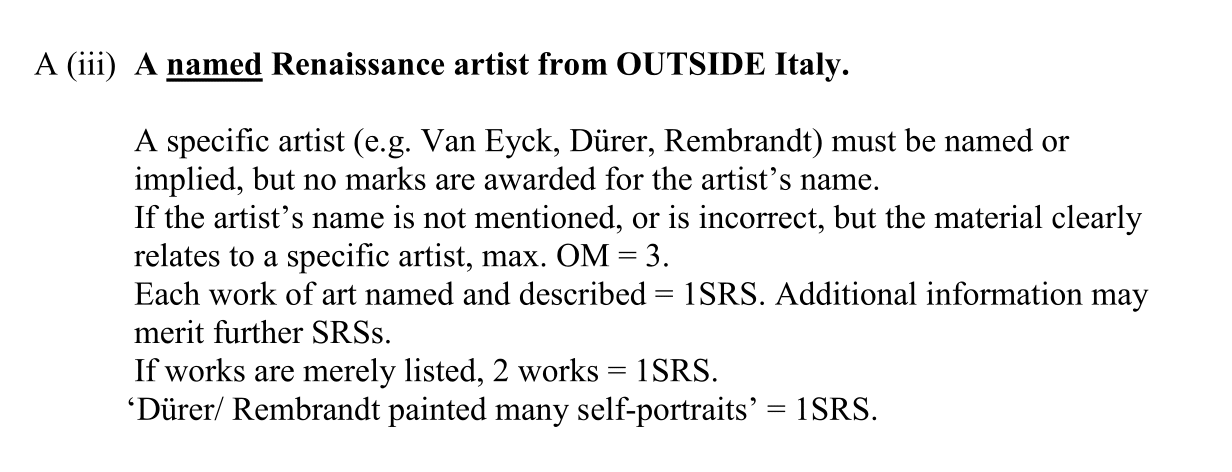 A (iii) A named Renaissance artist from OUTSIDE Italy.
A specific artist (e.g. Van Eyck, Dürer, Rembrandt) must be named or
implied, but no marks are awarded for the artist’s name.
If the artist’s name is not mentioned, or is incorrect, but the material clearly
relates to a specific artist, max. OM = 3.
Each work of art named and described = 1SRS. Additional information may
merit further SRSs.
If works are merely listed, 2 works = 1SRS.
‘Dürer/ Rembrandt painted many self-portraits’ = 1SRS.